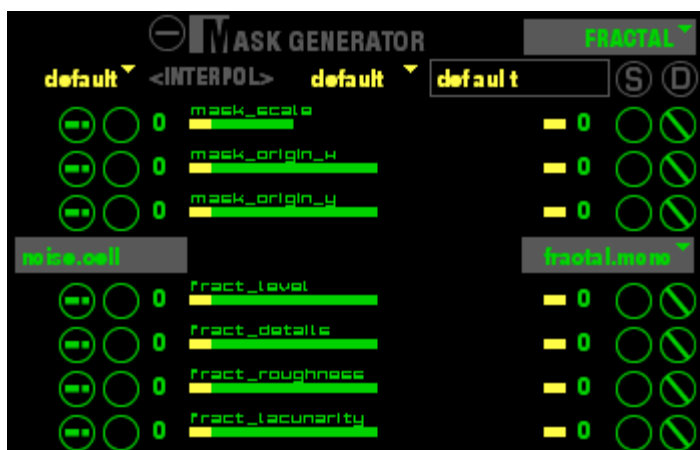 MASK GENERATOR FRACTAL
default <INTERPOL> default default S D
0 mask_scale 0
0 mask_origin_x 0
0 mask_origin_y 0
noise.cell fractal.mono
0 fract_level 0
0 fract_details 0
0 fract_roughness 0
0 fract_lacunarity 0